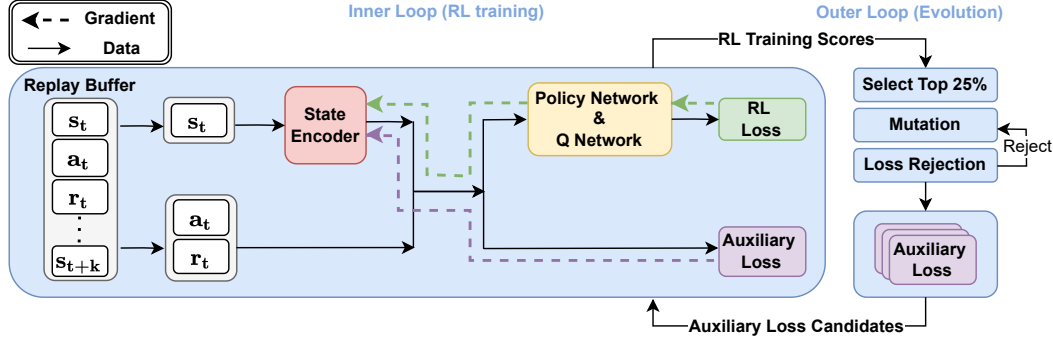 Gradient
Data
Inner Loop (RL training)
Outer Loop (Evolution)
RL Training Scores
Replay Buffer
s_t
a_t
r_t
⋮
s_{t+k}
s_t
a_t
r_t
State
Encoder
Policy Network
&
Q Network
RL
Loss
Auxiliary
Loss
Select Top 25%
Mutation
Loss Rejection
Reject
Auxiliary
Loss
Auxiliary Loss Candidates